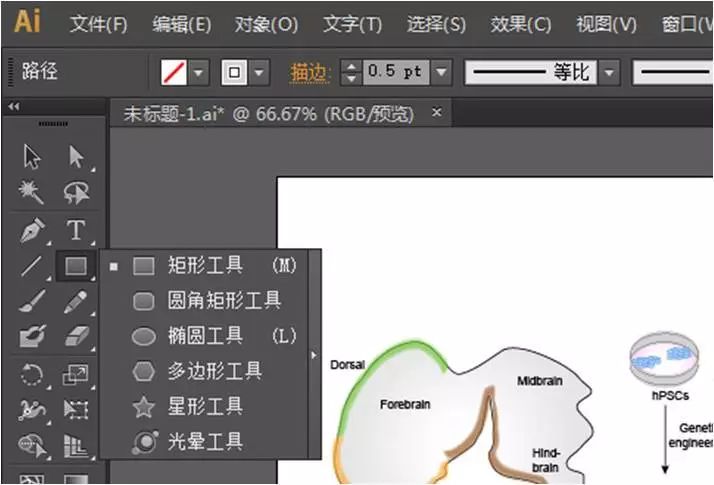 Ai 文件(F) 编辑(E) 对象(O) 文字(T) 选择(S) 效果(C) 视图(V) 窗口(W
路径 描边: 0.5 pt 等比
未标题-1.ai* @ 66.67% (RGB/预览) ×
矩形工具 (M)
圆角矩形工具
椭圆工具 (L)
多边形工具
星形工具
光晕工具
Dorsal
Forebrain
Midbrain
Hind-
brain
hPSCs
Geneti
engineer